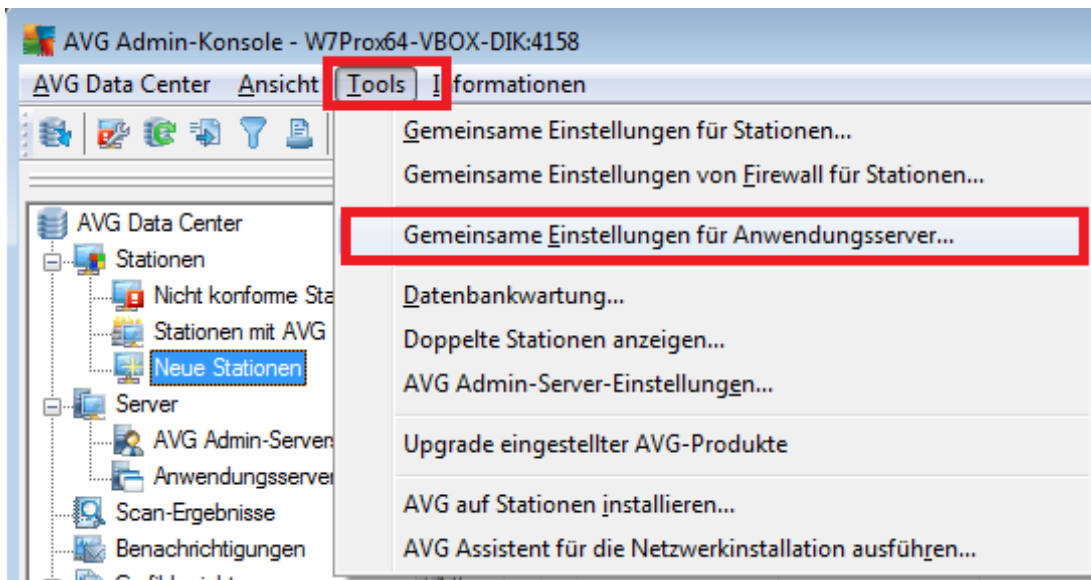 AVG Admin-Konsole - W7Prox64-VBOX-DIK:4158
AVG Data Center Ansicht Tools Informationen
Gemeinsame Einstellungen für Stationen...
Gemeinsame Einstellungen von Firewall für Stationen...
Gemeinsame Einstellungen für Anwendungsserver...
Datenbankwartung...
Doppelte Stationen anzeigen...
AVG Admin-Server-Einstellungen...
Upgrade eingestellter AVG-Produkte
AVG auf Stationen installieren...
AVG Assistent für die Netzwerkinstallation ausführen...
AVG Data Center
Stationen
Nicht konforme Sta
Stationen mit AVG
Neue Stationen
Server
AVG Admin-Servers
Anwendungsserver
Scan-Ergebnisse
Benachrichtigungen